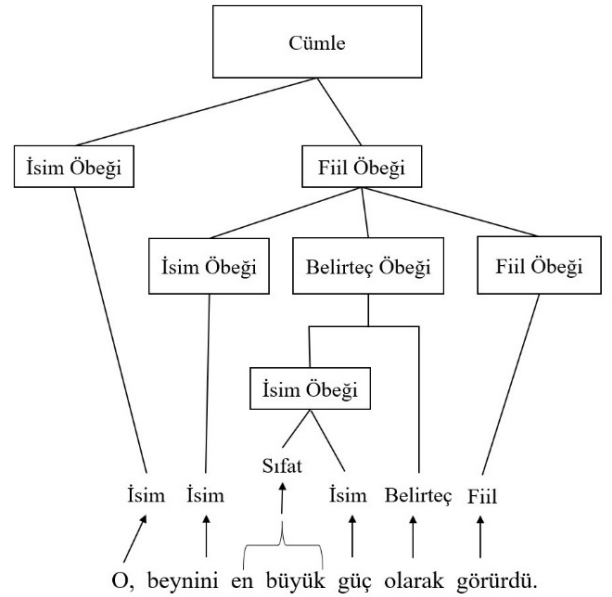 Cümle
İsim Öbeği Fiil Öbeği
İsim Öbeği Belirteç Öbeği Fiil Öbeği
İsim Öbeği
Sıfat
İsim İsim İsim Belirteç Fiil
O, beynini en büyük güç olarak görürdü.